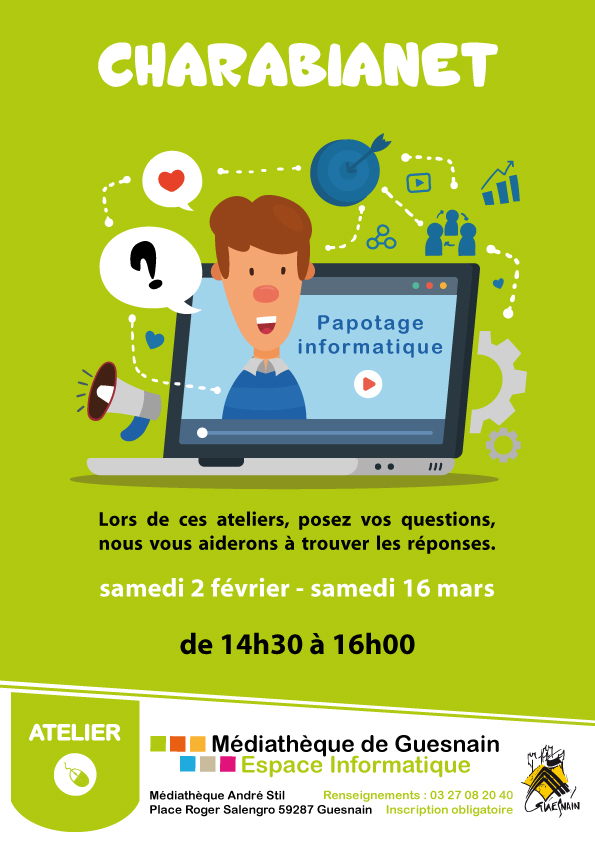 CHARABIANET
?
Papotage
informatique
Lors de ces ateliers, posez vos questions,
nous vous aiderons à trouver les réponses.
samedi 2 février - samedi 16 mars
de 14h30 à 16h00
ATELIER
Médiathèque de Guesnain
Espace Informatique
Médiathèque André Stil Renseignements : 03 27 08 20 40
Place Roger Salengro 59287 Guesnain Inscription obligatoire
GUESNAIN